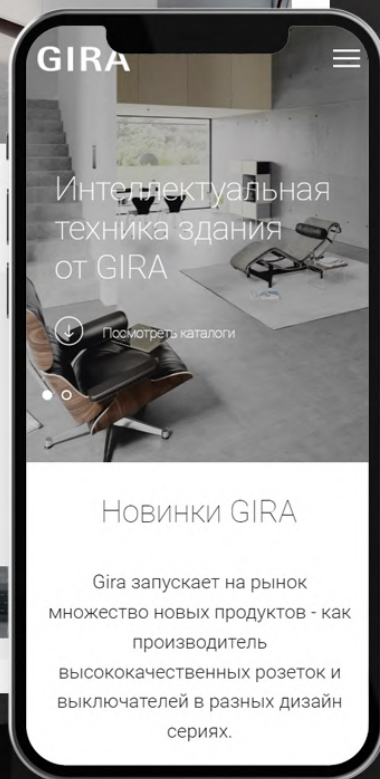 GIRA
Интеллектуальная
техника здания
от GIRA
Посмотреть каталоги
Новинки GIRA
Gira запускает на рынок
множество новых продуктов - как
производитель
высококачественных розеток и
выключателей в разных дизайн
сериях.